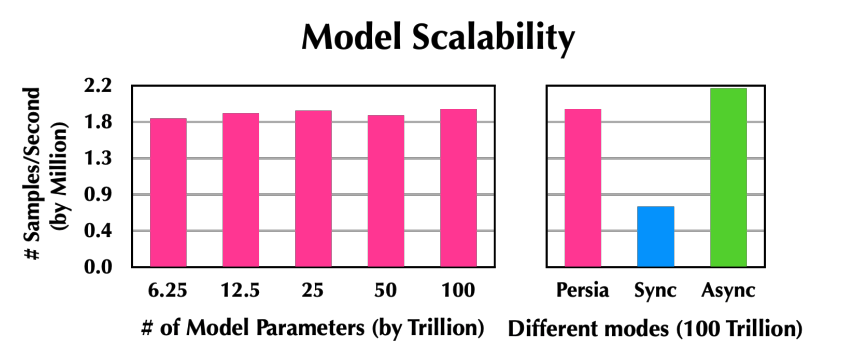 Model Scalability
# Samples/Second
(by Million)
2.2
1.8
1.3
0.9
0.4
0.0
6.25 12.5 25 50 100
# of Model Parameters (by Trillion)
Persia Sync Async
Different modes (100 Trillion)